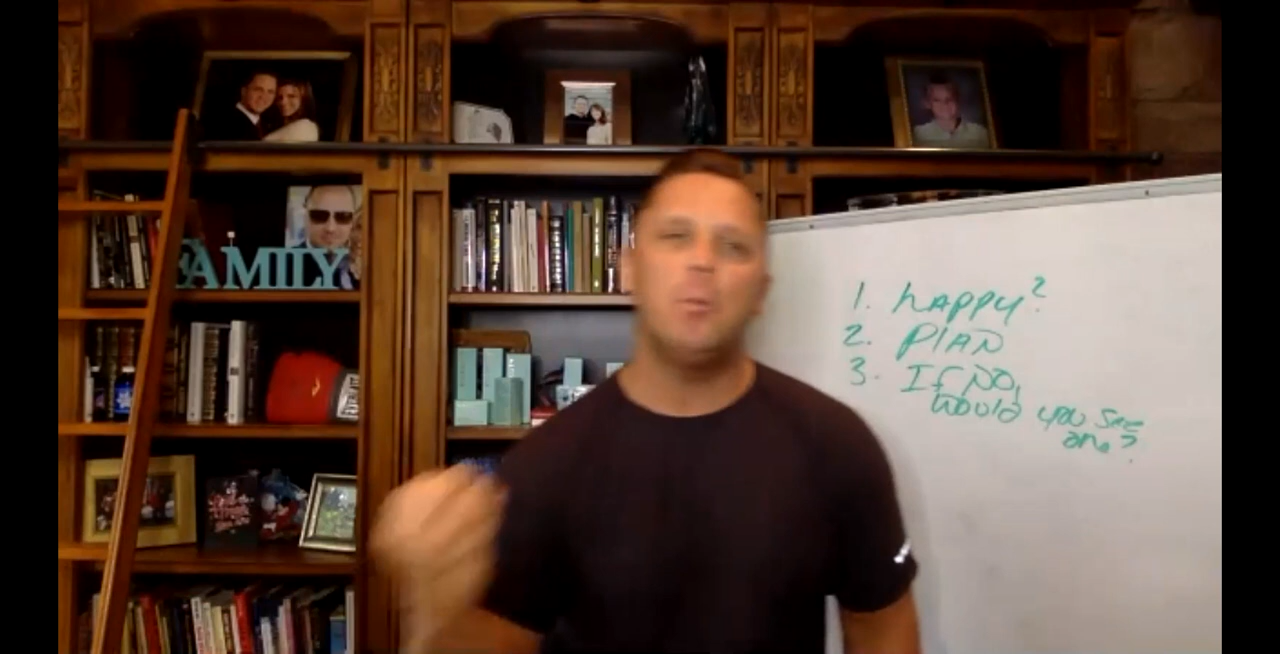 FAMILY
1. HAPPY?
2. PlAN
3. If NO,
would you see
one?